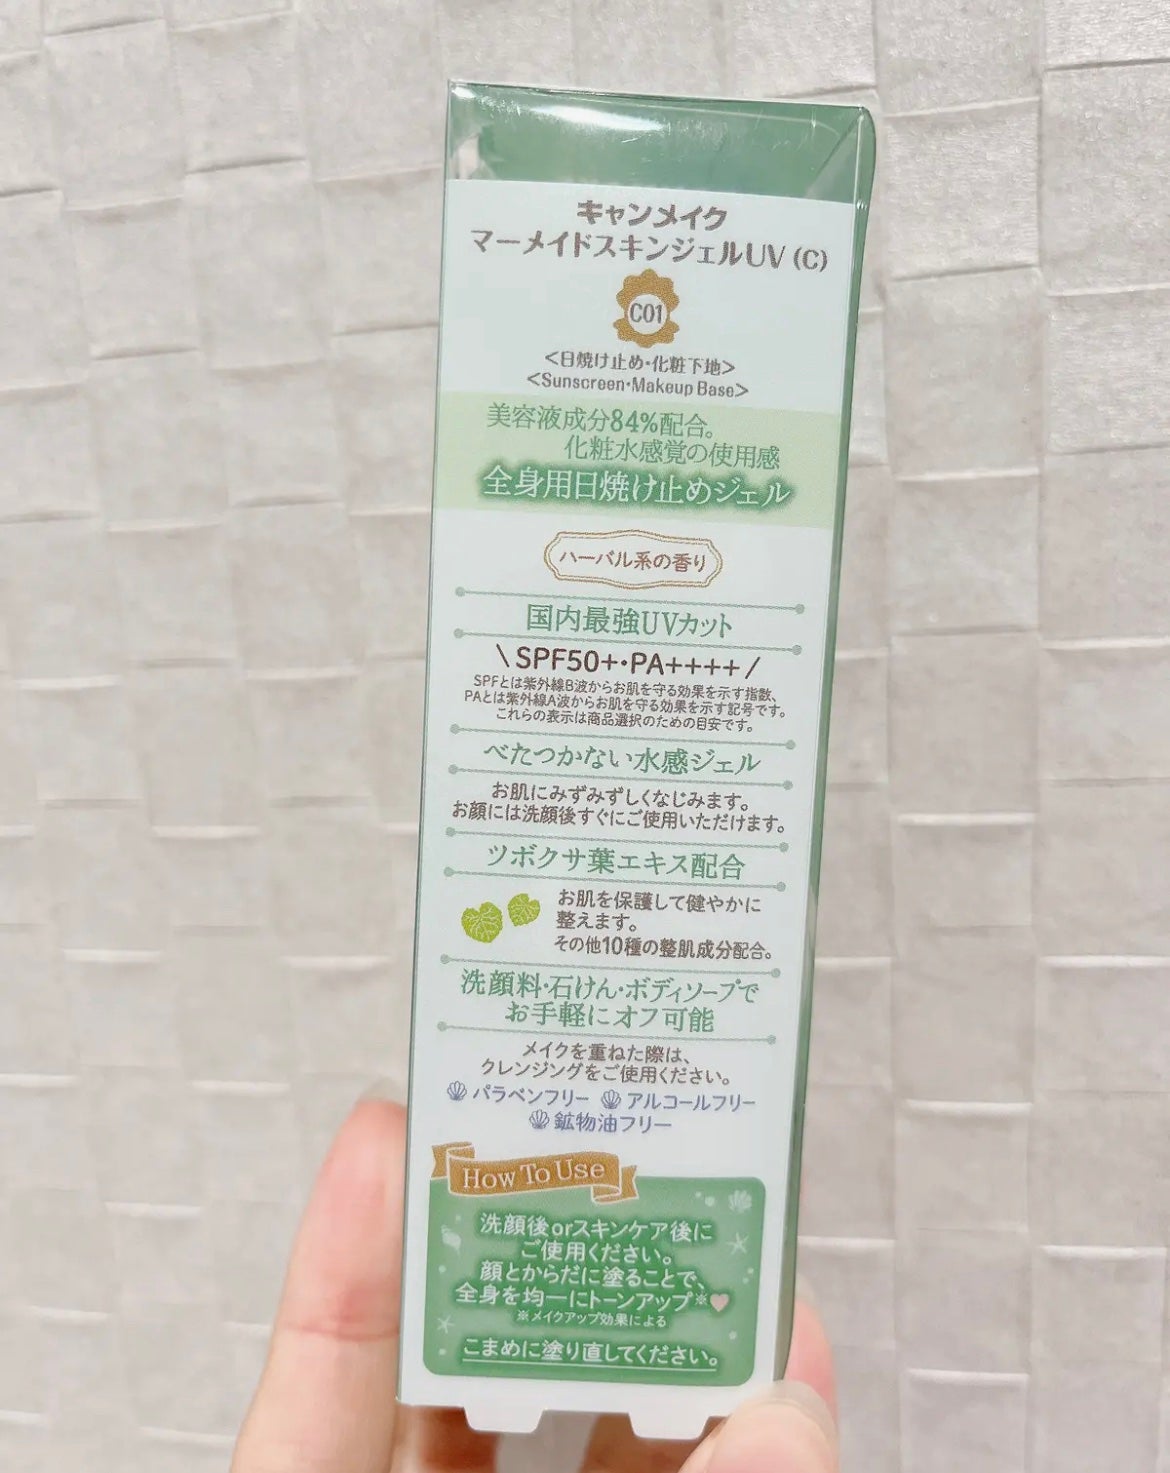 キャンメイク
マーメイドスキンジェルUV (C)
C01
<日焼け止め・化粧下地>
<Sunscreen・Makeup Base>
美容液成分84%配合。
化粧水感覚の使用感
全身用日焼け止めジェル
ハーバル系の香り
国内最強UVカット
\ SPF50+・PA++++ /
SPFとは紫外線B波からお肌を守る効果を示す指数、
PAとは紫外線A波からお肌を守る効果を示す記号です。
これらの表示は商品選択のための目安です。
べたつかない水感ジェル
お肌にみずみずしくなじみます。
お顔には洗顔後すぐにご使用いただけます。
ツボクサ葉エキス配合
お肌を保護して健やかに
整えます。
その他10種の整肌成分配合。
洗顔料・石けん・ボディソープで
お手軽にオフ可能
メイクを重ねた際は、
クレンジングをご使用ください。
パラベンフリー アルコールフリー
鉱物油フリー
How To Use
洗顔後orスキンケア後に
ご使用ください。
顔とからだに塗ることで、
全身を均一にトーンアップ※
※メイクアップ効果による
こまめに塗り直してください。